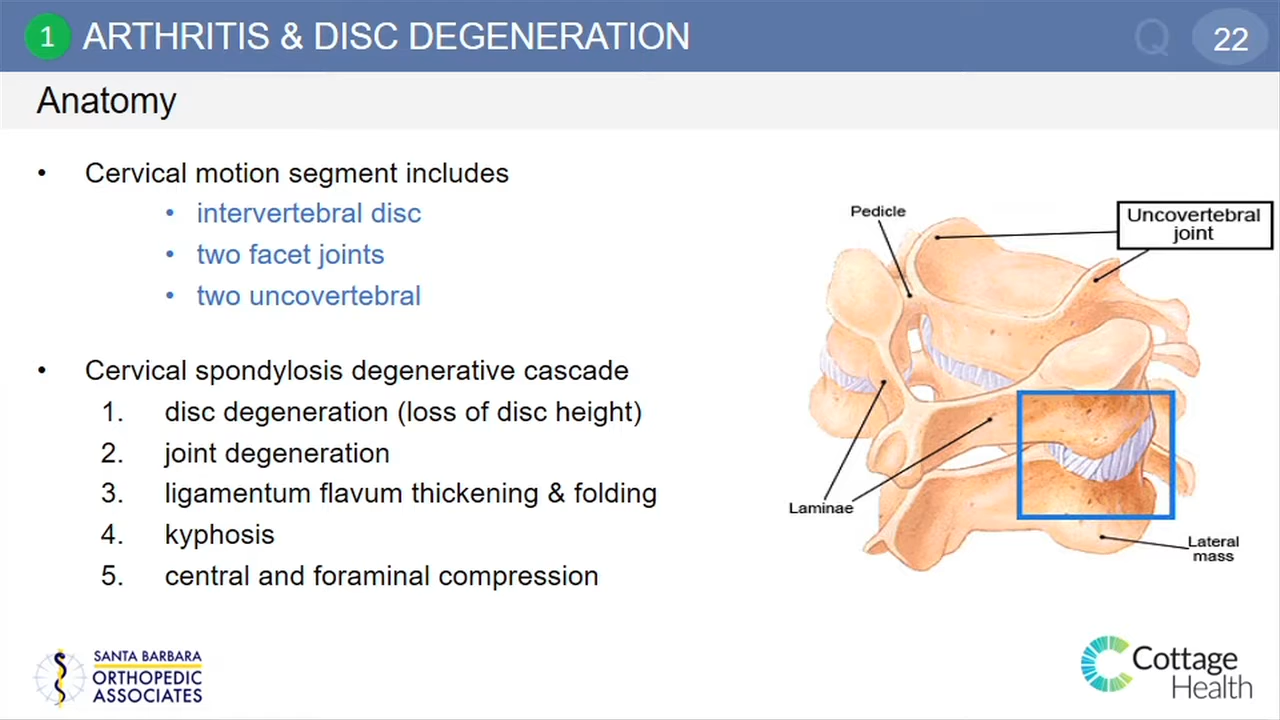 1 ARTHRITIS & DISC DEGENERATION
Q 22
Anatomy
• Cervical motion segment includes
• intervertebral disc
• two facet joints
• two uncovertebral
• Cervical spondylosis degenerative cascade
1. disc degeneration (loss of disc height)
2. joint degeneration
3. ligamentum flavum thickening & folding
4. kyphosis
5. central and foraminal compression
Pedicle
Uncovertebral
joint
Laminae
Lateral
mass
SANTA BARBARA
ORTHOPEDIC
ASSOCIATES
Cottage
Health